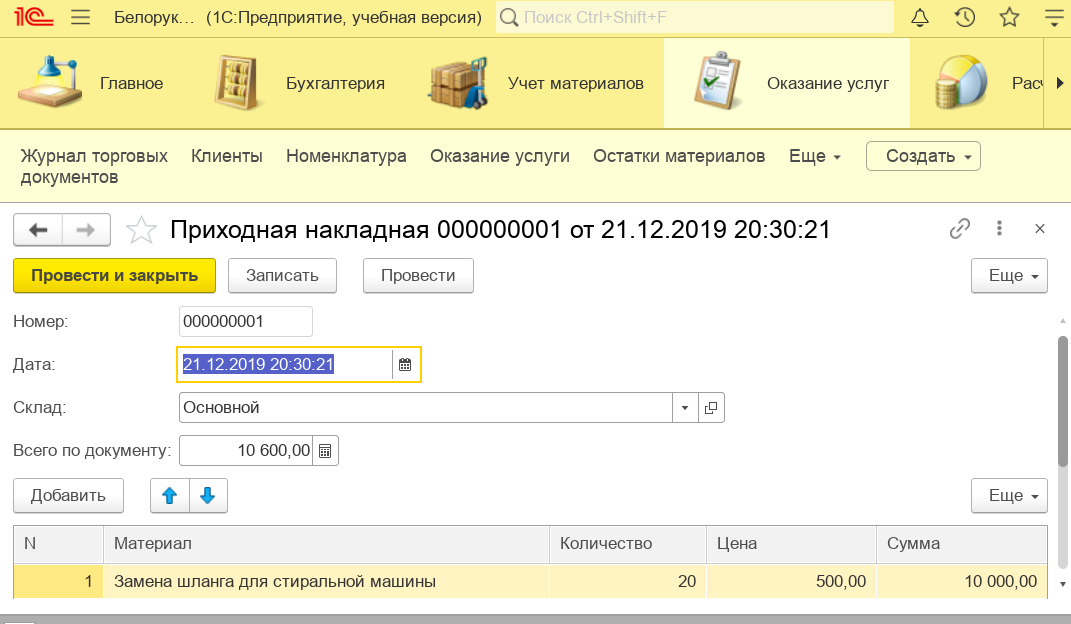 1С Белорук... (1С:Предприятие, учебная версия) Поиск Ctrl+Shift+F
Главное Бухгалтерия Учет материалов Оказание услуг Расч
Журнал торговых документов Клиенты Номенклатура Оказание услуги Остатки материалов Еще Создать
Приходная накладная 000000001 от 21.12.2019 20:30:21
Провести и закрыть Записать Провести Еще
Номер: 000000001
Дата: 21.12.2019 20:30:21
Склад: Основной
Всего по документу: 10 600,00
Добавить Еще
N Материал Количество Цена Сумма
1 Замена шланга для стиральной машины 20 500,00 10 000,00